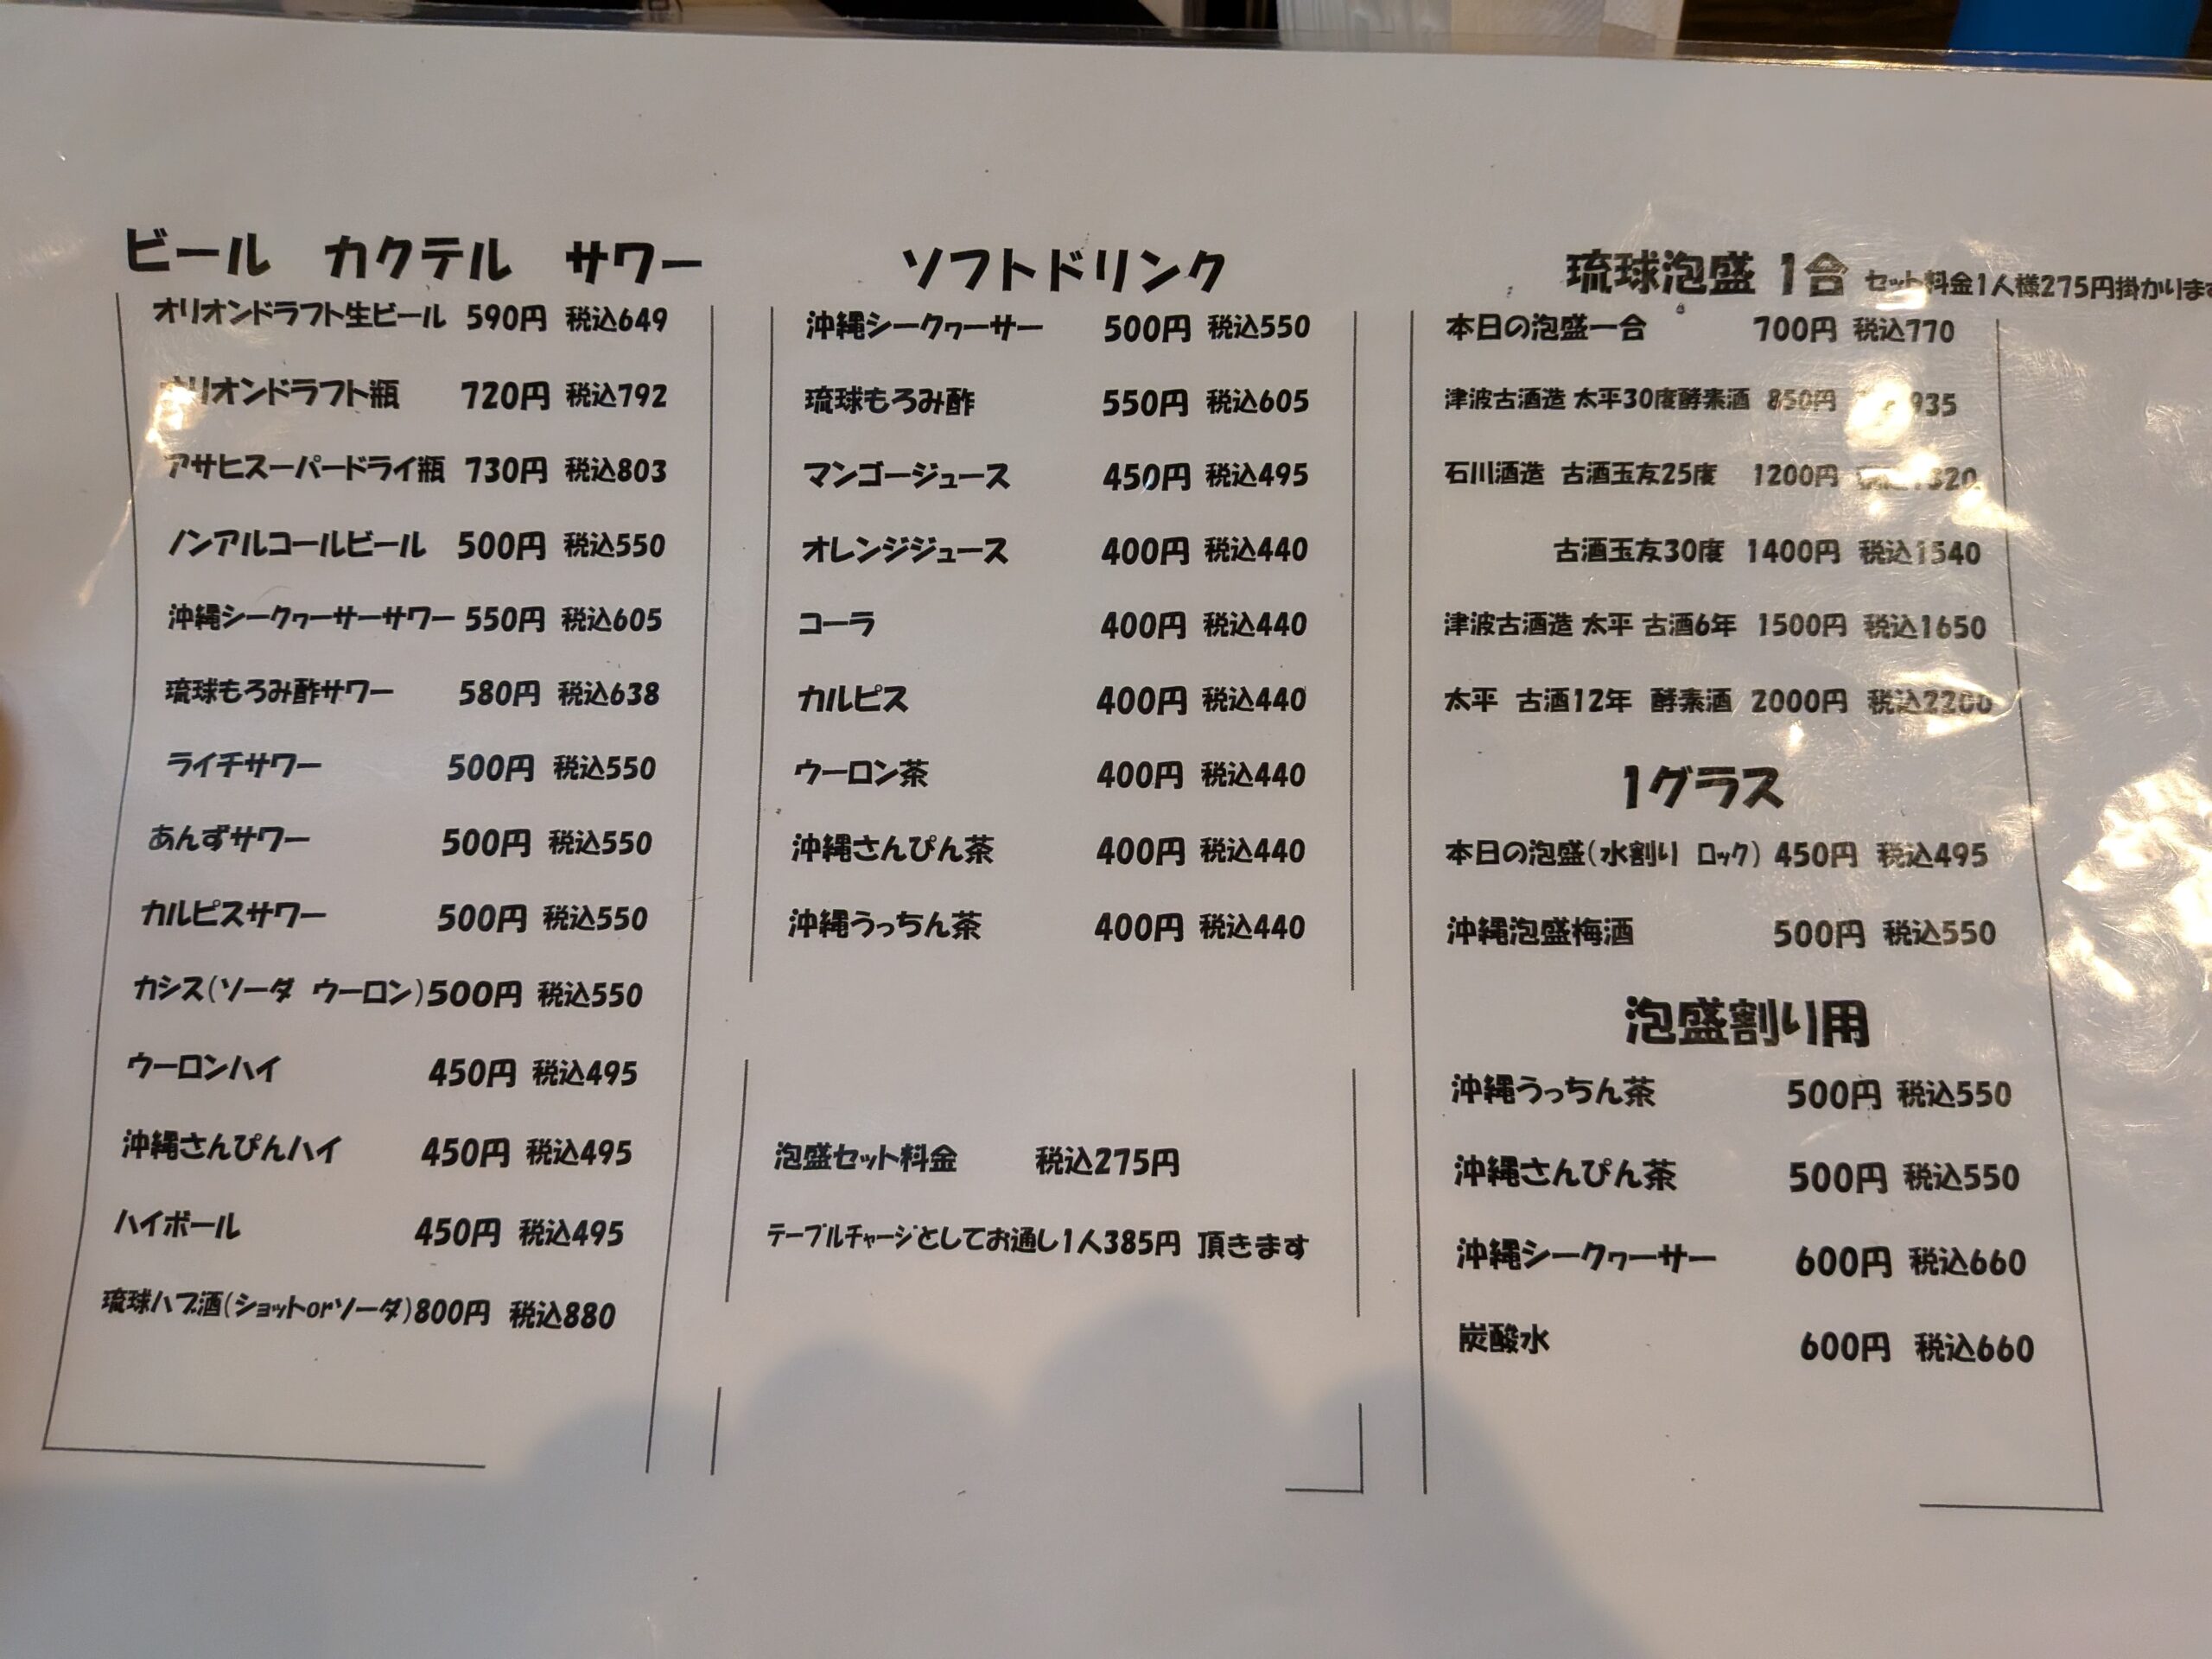 ビール カクテル サワー
オリオンドラフト生ビール 590円 税込649
オリオンドラフト瓶 720円 税込792
アサヒスーパードライ瓶 730円 税込803
ノンアルコールビール 500円 税込550
沖縄シークヮーサーサワー 550円 税込605
琉球もろみ酢サワー 580円 税込638
ライチサワー 500円 税込550
あんずサワー 500円 税込550
カルピスサワー 500円 税込550
カシス(ソーダ ウーロン)500円 税込550
ウーロンハイ 450円 税込495
沖縄さんぴんハイ 450円 税込495
ハイボール 450円 税込495
琉球ハブ酒(ショットorソーダ)800円 税込880
ソフトドリンク
沖縄シークヮーサー 500円 税込550
琉球もろみ酢 550円 税込605
マンゴージュース 450円 税込495
オレンジジュース 400円 税込440
コーラ 400円 税込440
カルピス 400円 税込440
ウーロン茶 400円 税込440
沖縄さんぴん茶 400円 税込440
沖縄うっちん茶 400円 税込440
泡盛セット料金 税込275円
テーブルチャージとしてお通し1人385円 頂きます
琉球泡盛 1合 セット料金1人様275円掛かります
本日の泡盛一合 700円 税込770
津波古酒造 太平30度酵素酒 850円 935
石川酒造 古酒玉友25度 1200円 税込1320
古酒玉友30度 1400円 税込1540
津波古酒造 太平 古酒6年 1500円 税込1650
太平 古酒12年 酵素酒 2000円 税込2200
1グラス
本日の泡盛(水割り ロック) 450円 税込495
沖縄泡盛梅酒 500円 税込550
泡盛割り用
沖縄うっちん茶 500円 税込550
沖縄さんぴん茶 500円 税込550
沖縄シークヮーサー 600円 税込660
炭酸水 600円 税込660